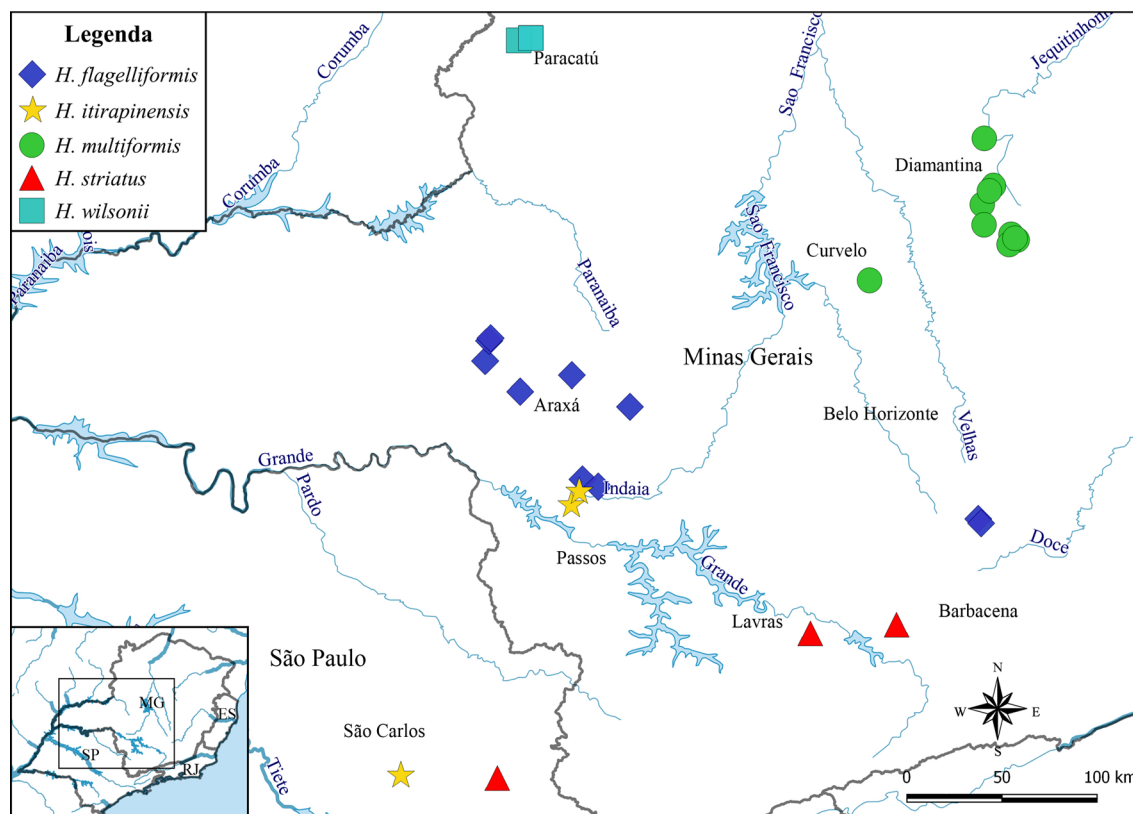 Legenda
H. flagelliformis
H. itirapinensis
H. multiformis
H. striatus
H. wilsonii
Corumba
Corumba
Paranaiba
ois
Paracatú
Sao Francisco
Jequitinhonh
Diamantina
Sao Francisco
Curvelo
Paranaiba
Minas Gerais
Araxá
Belo Horizonte
Velhas
Grande
Pardo
Indaia
Passos
Grande
Doce
Lavras
Barbacena
São Paulo
São Carlos
Tiete
MG
ES
SP
RJ
N
W E
S
0 50 100 km